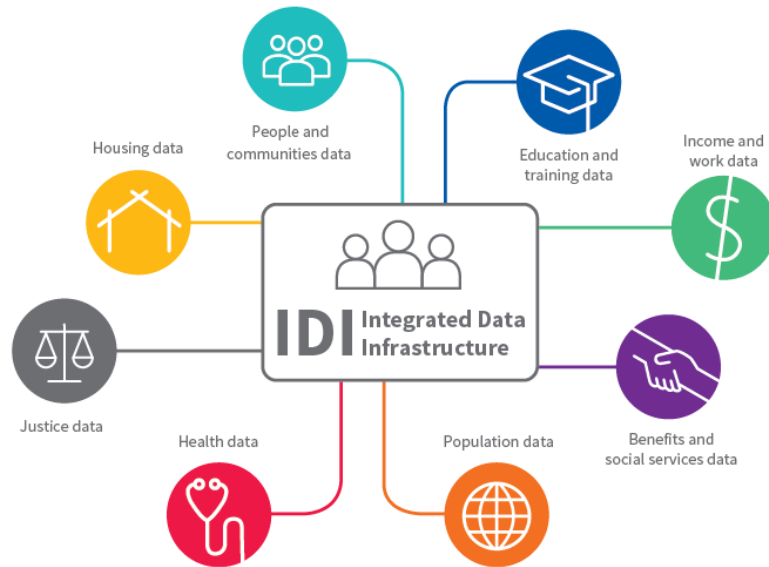 People and
communities data
Education and
training data
Housing data
Income and
work data
IDI Integrated Data
Infrastructure
Justice data
Health data
Population data
Benefits and
social services data